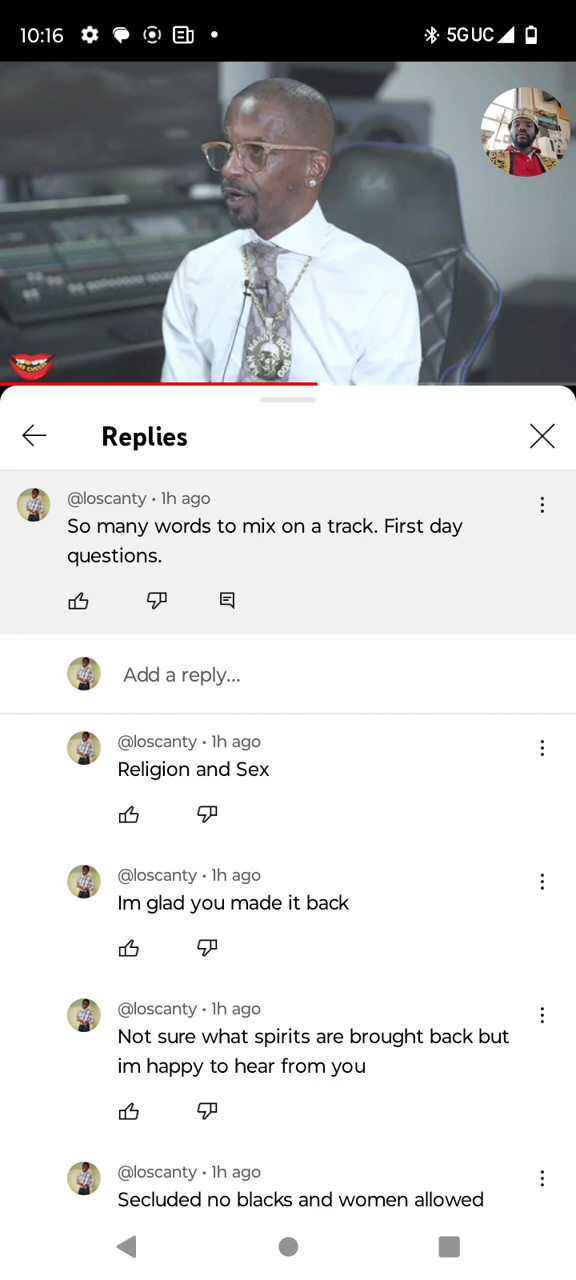 10:16
5G UC
Replies
@loscanty • 1h ago
So many words to mix on a track. First day
questions.
Add a reply...
@loscanty • 1h ago
Religion and Sex
@loscanty • 1h ago
Im glad you made it back
@loscanty • 1h ago
Not sure what spirits are brought back but
im happy to hear from you
@loscanty • 1h ago
Secluded no blacks and women allowed